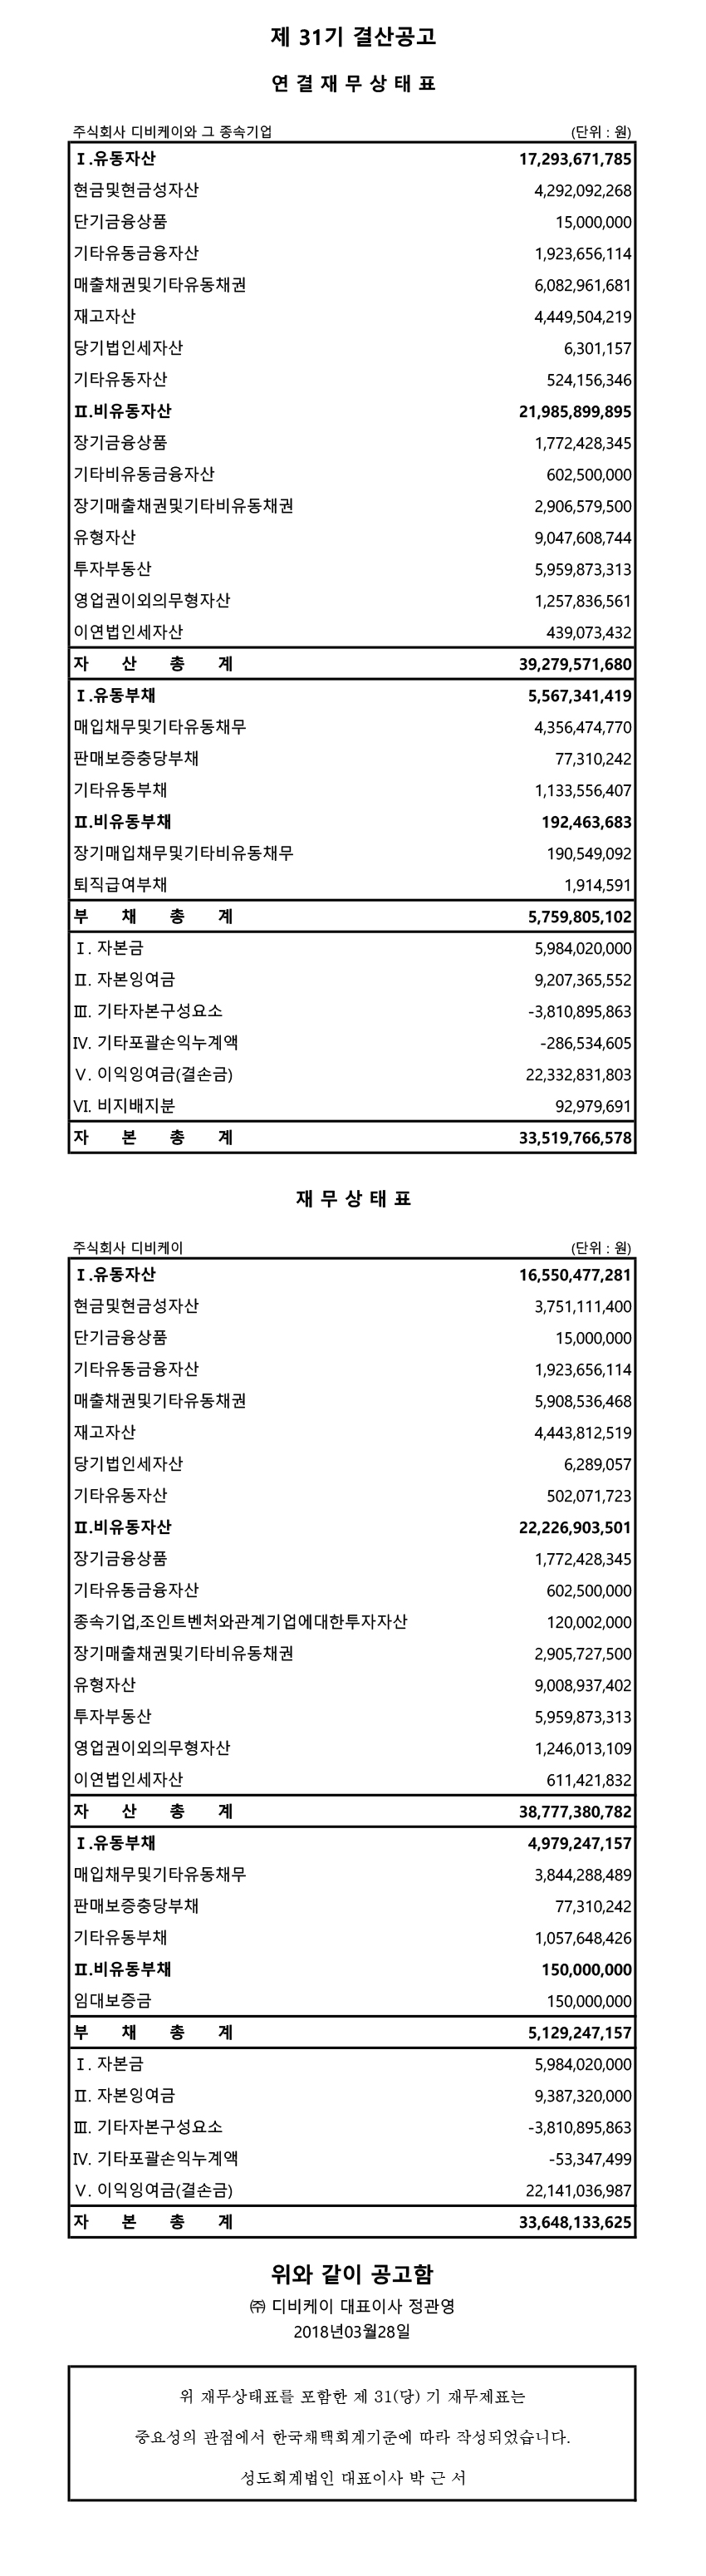 제 31기 결산공고
연 결 재 무 상 태 표
주식회사 디비케이와 그 종속기업 (단위 : 원)
Ⅰ.유동자산 17,293,671,785
현금및현금성자산 4,292,092,268
단기금융상품 15,000,000
기타유동금융자산 1,923,656,114
매출채권및기타유동채권 6,082,961,681
재고자산 4,449,504,219
당기법인세자산 6,301,157
기타유동자산 524,156,346
Ⅱ.비유동자산 21,985,899,895
장기금융상품 1,772,428,345
기타비유동금융자산 602,500,000
장기매출채권및기타비유동채권 2,906,579,500
유형자산 9,047,608,744
투자부동산 5,959,873,313
영업권이외의무형자산 1,257,836,561
이연법인세자산 439,073,432
자 산 총 계 39,279,571,680
Ⅰ.유동부채 5,567,341,419
매입채무및기타유동채무 4,356,474,770
판매보증충당부채 77,310,242
기타유동부채 1,133,556,407
Ⅱ.비유동부채 192,463,683
장기매입채무및기타비유동채무 190,549,092
퇴직급여부채 1,914,591
부 채 총 계 5,759,805,102
Ⅰ. 자본금 5,984,020,000
Ⅱ. 자본잉여금 9,207,365,552
Ⅲ. 기타자본구성요소 -3,810,895,863
Ⅳ. 기타포괄손익누계액 -286,534,605
Ⅴ. 이익잉여금(결손금) 22,332,831,803
Ⅵ. 비지배지분 92,979,691
자 본 총 계 33,519,766,578
재 무 상 태 표
주식회사 디비케이 (단위 : 원)
Ⅰ.유동자산 16,550,477,281
현금및현금성자산 3,751,111,400
단기금융상품 15,000,000
기타유동금융자산 1,923,656,114
매출채권및기타유동채권 5,908,536,468
재고자산 4,443,812,519
당기법인세자산 6,289,057
기타유동자산 502,071,723
Ⅱ.비유동자산 22,226,903,501
장기금융상품 1,772,428,345
기타유동금융자산 602,500,000
종속기업,조인트벤처와관계기업에대한투자자산 120,002,000
장기매출채권및기타비유동채권 2,905,727,500
유형자산 9,008,937,402
투자부동산 5,959,873,313
영업권이외의무형자산 1,246,013,109
이연법인세자산 611,421,832
자 산 총 계 38,777,380,782
Ⅰ.유동부채 4,979,247,157
매입채무및기타유동채무 3,844,288,489
판매보증충당부채 77,310,242
기타유동부채 1,057,648,426
Ⅱ.비유동부채 150,000,000
임대보증금 150,000,000
부 채 총 계 5,129,247,157
Ⅰ. 자본금 5,984,020,000
Ⅱ. 자본잉여금 9,387,320,000
Ⅲ. 기타자본구성요소 -3,810,895,863
Ⅳ. 기타포괄손익누계액 -53,347,499
Ⅴ. 이익잉여금(결손금) 22,141,036,987
자 본 총 계 33,648,133,625
위와 같이 공고함
㈜ 디비케이 대표이사 정관영
2018년03월28일
위 재무상태표를 포함한 제 31(당) 기 재무제표는
중요성의 관점에서 한국채택회계기준에 따라 작성되었습니다.
성도회계법인 대표이사 박 근 서